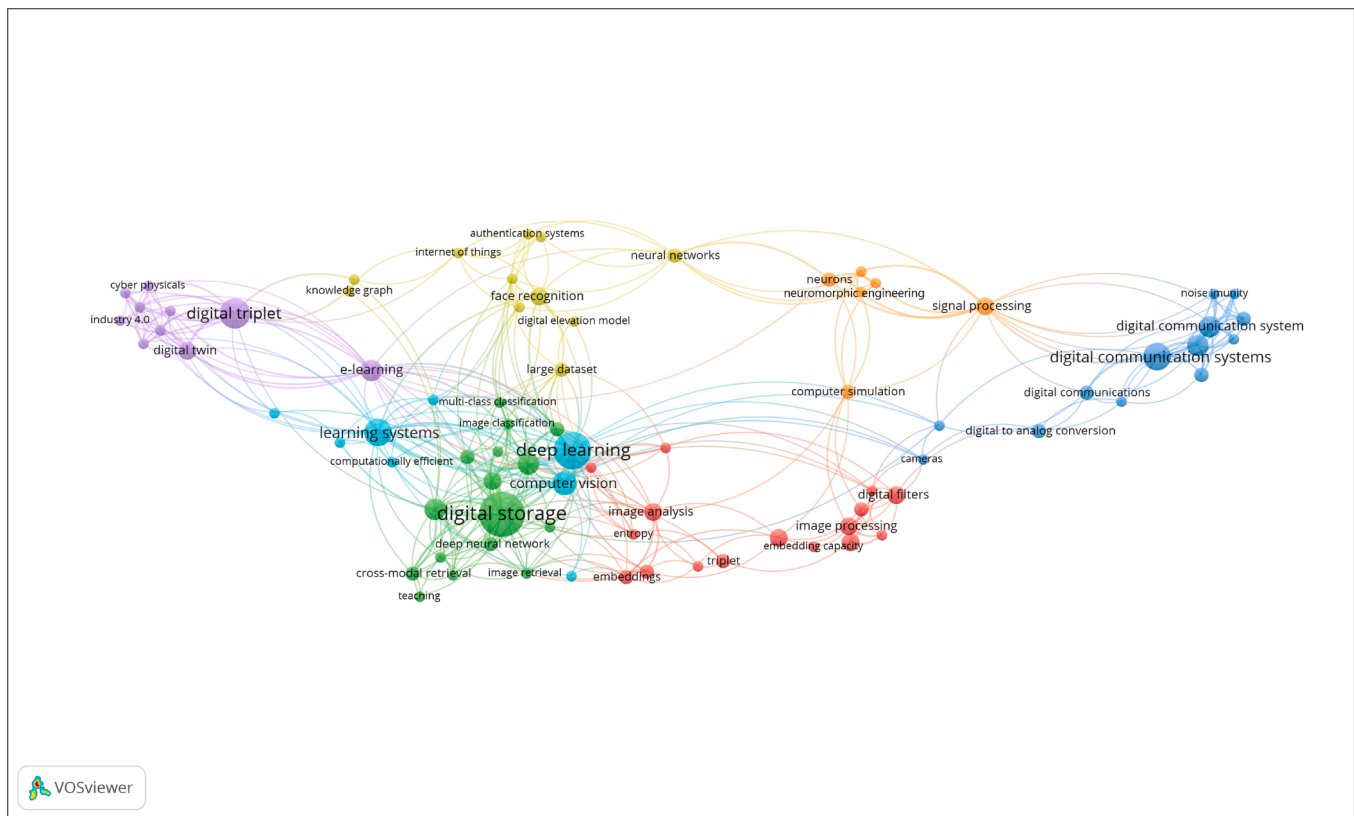 authentication systems
internet of things
neural networks
cyber physicals
knowledge graph
face recognition
neurons
neuromorphic engineering
signal processing
noise imunity
industry 4.0
digital triplet
digital elevation model
digital communication system
digital twin
digital communication systems
e-learning
large dataset
computer simulation
digital communications
multi-class classification
image classification
learning systems
digital to analog conversion
deep learning
computationally efficient
cameras
computer vision
digital filters
digital storage
image analysis
image processing
entropy
deep neural network
embedding capacity
triplet
cross-modal retrieval
image retrieval
embeddings
teaching
VOSviewer